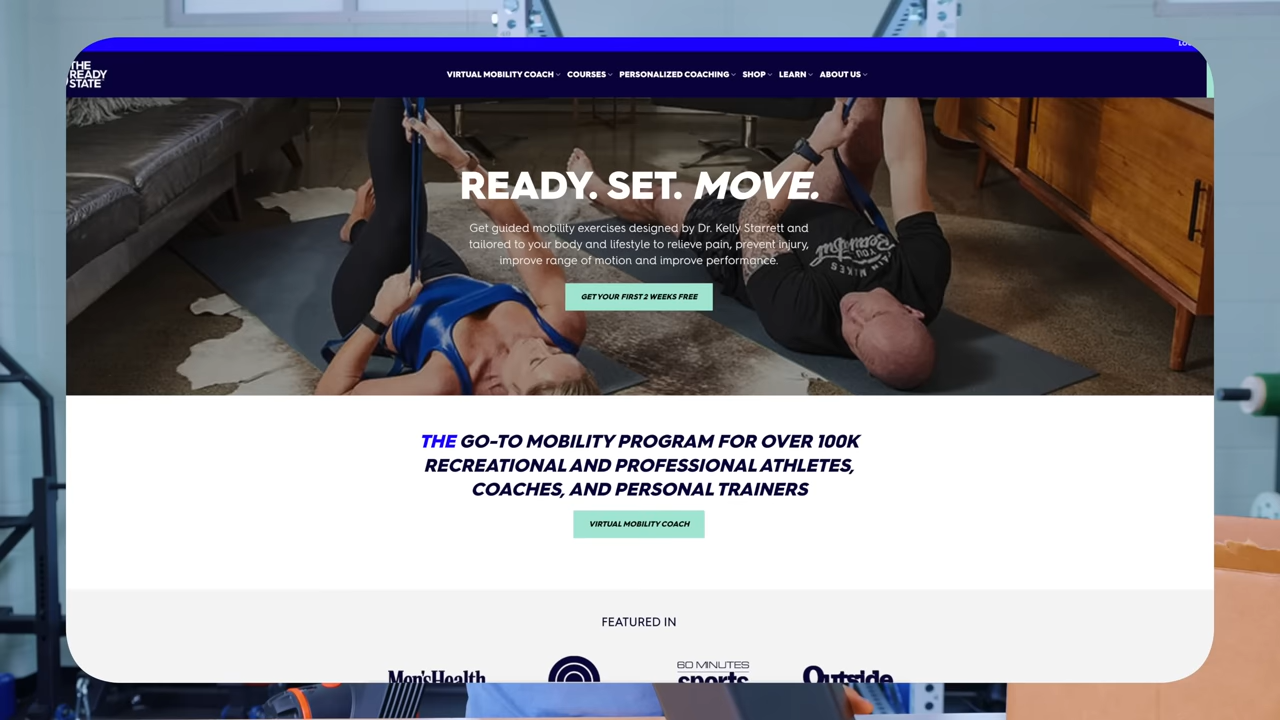 LO
THE
READY
STATE
VIRTUAL MOBILITY COACH COURSES PERSONALIZED COACHING SHOP LEARN ABOUT US
READY. SET. MOVE.
Get guided mobility exercises designed by Dr. Kelly Starrett and
tailored to your body and lifestyle to relieve pain, prevent injury,
improve range of motion and improve performance.
GET YOUR FIRST 2 WEEKS FREE
THE GO-TO MOBILITY PROGRAM FOR OVER 100K
RECREATIONAL AND PROFESSIONAL ATHLETES,
COACHES, AND PERSONAL TRAINERS
VIRTUAL MOBILITY COACH
FEATURED IN
Men'sHealth
60 MINUTES
sports
Outside